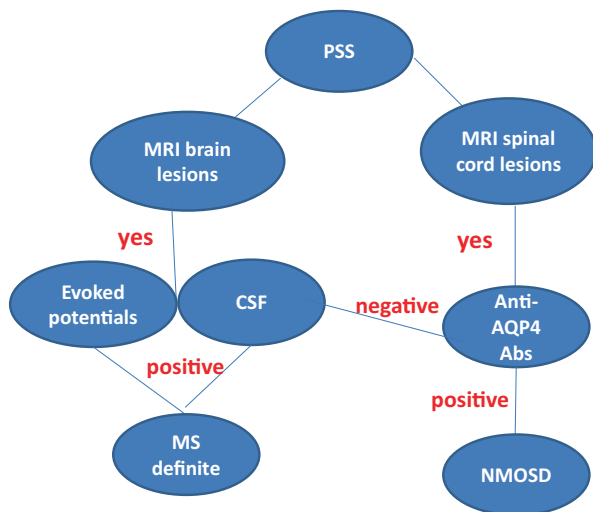 PSS
MRI brain
lesions
MRI spinal
cord lesions
yes
yes
Evoked
potentials
CSF
negative
Anti-
AQP4
Abs
positive
positive
MS
definite
NMOSD